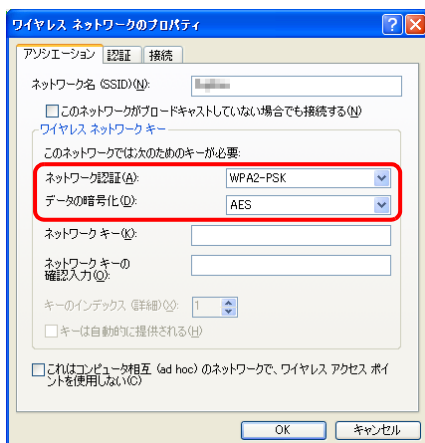 ワイヤレス ネットワークのプロパティ
アソシエーション 認証 接続
ネットワーク名 (SSID)(N):
このネットワークがブロードキャストしていない場合でも接続する(N)
ワイヤレス ネットワーク キー
このネットワークでは次のためのキーが必要:
ネットワーク認証(A): WPA2-PSK
データの暗号化(D): AES
ネットワーク キー(K):
ネットワーク キーの
確認入力(O):
キーのインデックス (詳細)(X): 1
キーは自動的に提供される(H)
これはコンピュータ相互 (ad hoc) のネットワークで、ワイヤレス アクセス ポイ
ントを使用しない(C)
OK キャンセル